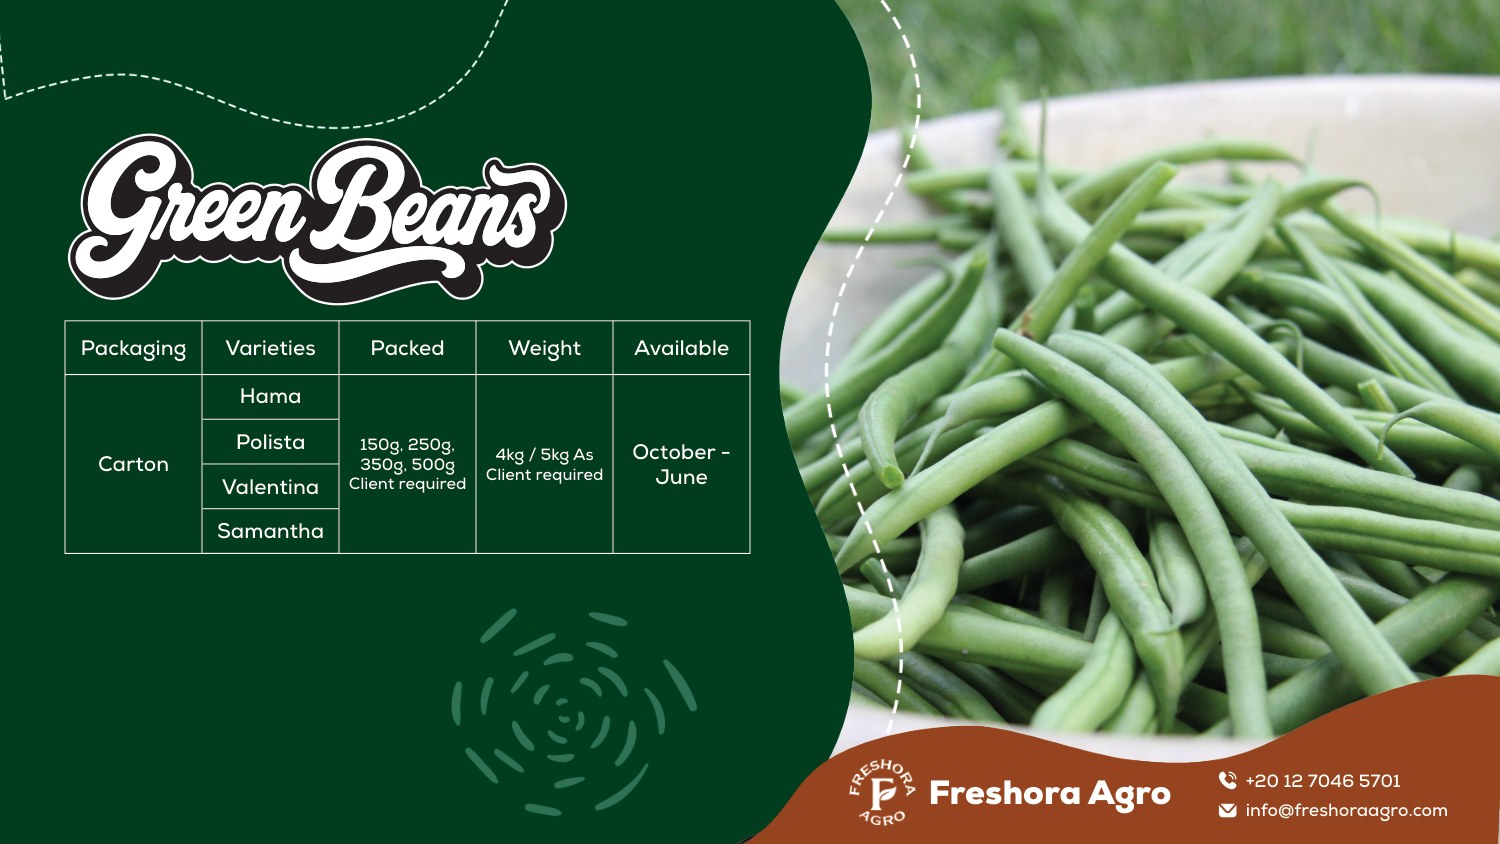 Green Beans
Packaging Varieties Packed Weight Available
Carton
Hama
Polista
Valentina
Samantha
150g, 250g,
350g, 500g
Client required
4kg / 5kg As
Client required
October -
June
FRESHORA
F
AGRO
Freshora Agro
+20 12 7046 5701
info@freshoraagro.com